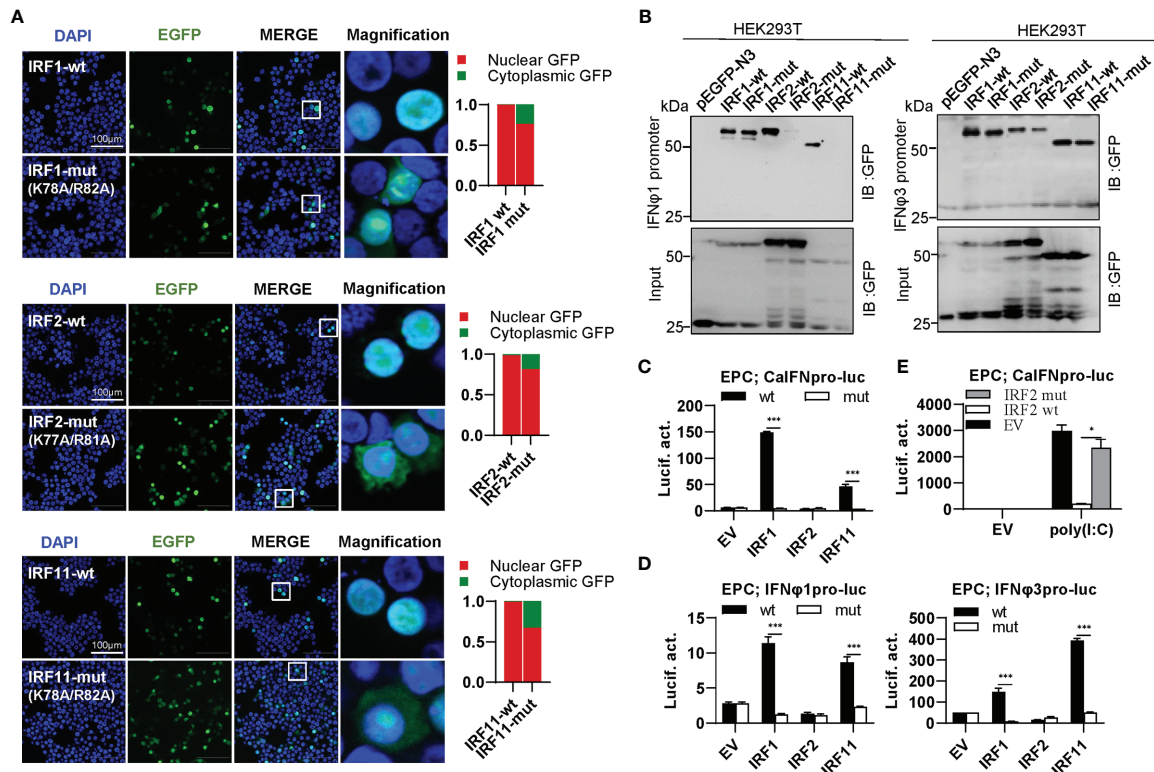 A
DAPI EGFP MERGE Magnification
IRF1-wt
100μm
IRF1-mut
(K78A/R82A)
Nuclear GFP
Cytoplasmic GFP
1.0
0.5
0.0
IRF1 wt
IRF1 mut
DAPI EGFP MERGE Magnification
IRF2-wt
100μm
IRF2-mut
(K77A/R81A)
Nuclear GFP
Cytoplasmic GFP
1.0
0.5
0.0
IRF2-wt
IRF2-mut
DAPI EGFP MERGE Magnification
IRF11-wt
100μm
IRF11-mut
(K78A/R82A)
Nuclear GFP
Cytoplasmic GFP
1.0
0.5
0.0
IRF11-wt
IRF11-mut
B
HEK293T
pEGFP-N3
IRF1-wt
IRF1-mut
IRF2-wt
IRF2-mut
IRF11-wt
IRF11-mut
kDa
50
25
IFNφ1 promoter
IB :GFP
50
25
Input
IB :GFP
HEK293T
pEGFP-N3
IRF1-wt
IRF1-mut
IRF2-wt
IRF2-mut
IRF11-wt
IRF11-mut
kDa
50
25
IFNφ3 promoter
IB :GFP
50
25
Input
IB :GFP
C
EPC; CaIFNpro-luc
wt mut
Lucif. act.
200
150
100
50
0
***
***
EV IRF1 IRF2 IRF11
E
EPC; CaIFNpro-luc
IRF2 mut
IRF2 wt
EV
Lucif. act.
4000
3000
2000
1000
0
*
EV poly(I:C)
D
EPC; IFNφ1pro-luc
wt mut
Lucif. act.
15
12
9
6
3
0
***
***
EV IRF1 IRF2 IRF11
EPC; IFNφ3pro-luc
wt
mut
Lucif. act.
500
400
300
200
100
0
***
***
EV IRF1 IRF2 IRF11